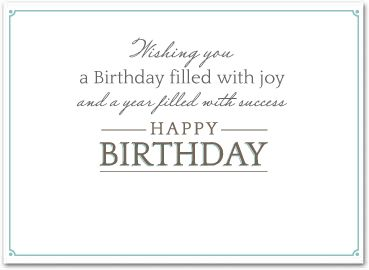 Wishing you
a Birthday filled with joy
and a year filled with success
HAPPY
BIRTHDAY